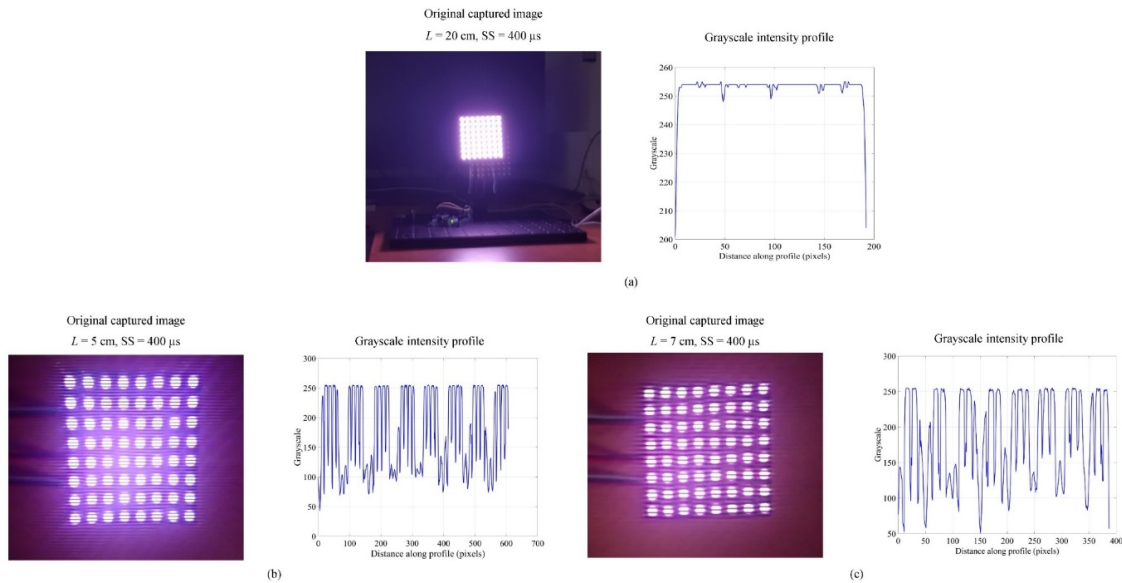 Original captured image
L = 20 cm, SS = 400 μs
Grayscale intensity profile
260
250
240
230
220
210
200
Grayscale
0
50
100
150
200
Distance along profile (pixels)
(a)
Original captured image
L = 5 cm, SS = 400 μs
Grayscale intensity profile
300
250
200
150
100
50
0
Grayscale
0
100
200
300
400
500
600
700
Distance along profile (pixels)
(b)
Original captured image
L = 7 cm, SS = 400 μs
Grayscale intensity profile
300
250
200
150
100
50
Grayscale
0
50
100
150
200
250
300
350
400
Distance along profile (pixels)
(c)